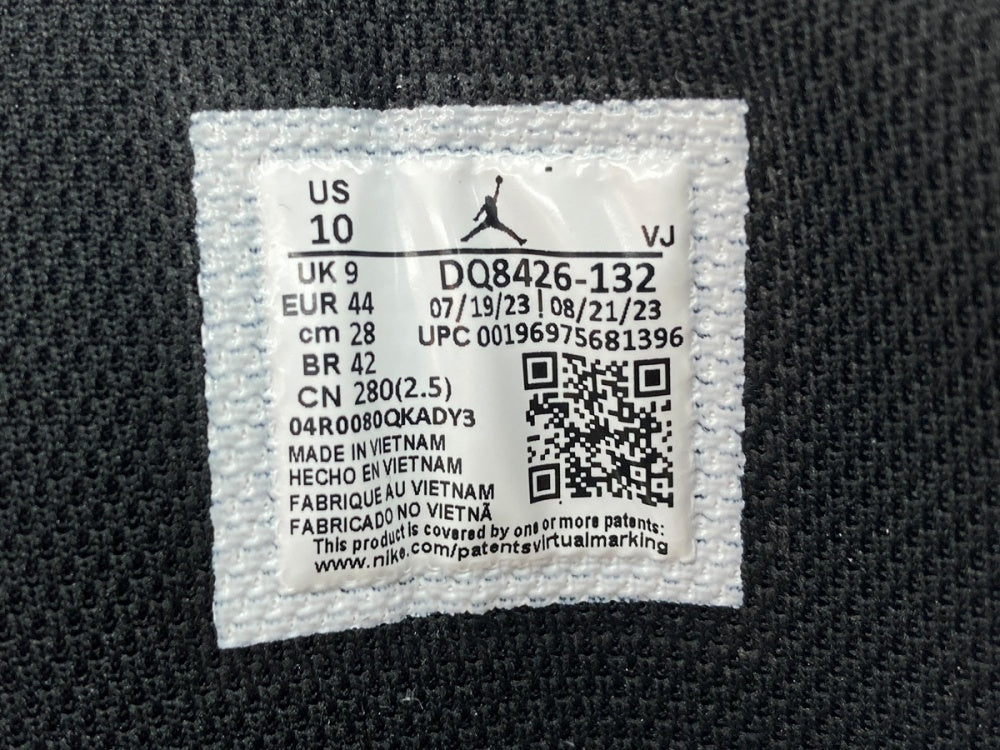 US
10
VJ
UK 9
DQ8426-132
EUR 44
07/19/23 | 08/21/23
cm 28
UPC 00196975681396
BR 42
CN 280(2.5)
04R0080QKADY3
MADE IN VIETNAM
HECHO EN VIETNAM
FABRIQUE AU VIETNAM
FABRICADO NO VIETNÃ
This product is covered by one or more patents:
www.nike.com/patentsvirtualmarking